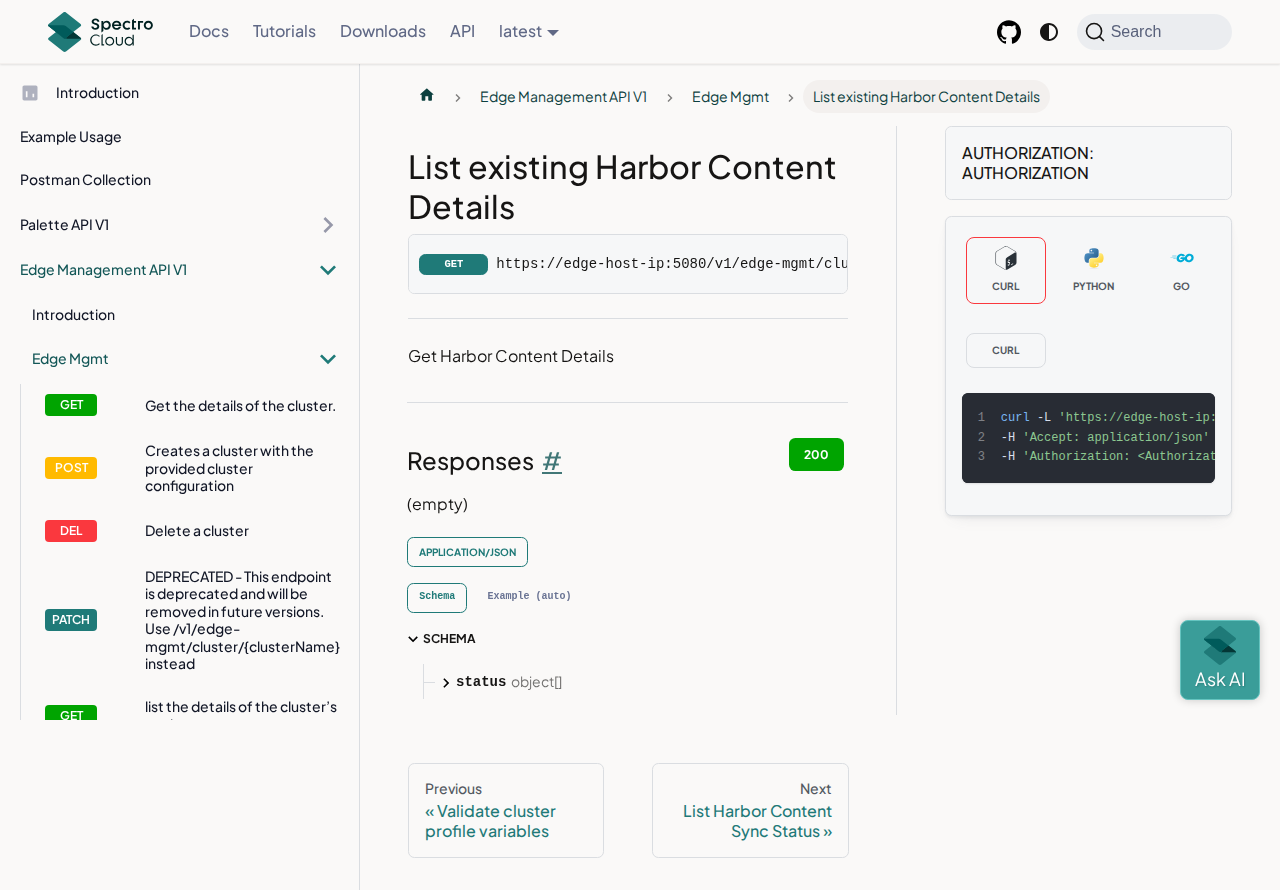 Spectro
Cloud
Docs
Tutorials
Downloads
API
latest
Search
Introduction
Example Usage
Postman Collection
Palette API V1
Edge Management API V1
Introduction
Edge Mgmt
GET
Get the details of the cluster.
POST
Creates a cluster with the
provided cluster
configuration
DEL
Delete a cluster
PATCH
DEPRECATED - This endpoint
is deprecated and will be
removed in future versions.
Use /v1/edge-
mgmt/cluster/{clusterName}
instead
GET
list the details of the cluster's
Edge Management API V1
Edge Mgmt
List existing Harbor Content Details
List existing Harbor Content
Details
GET
https://edge-host-ip:5080/v1/edge-mgmt/clu
Get Harbor Content Details
Responses #
200
(empty)
APPLICATION/JSON
Schema
Example (auto)
SCHEMA
status object[]
Previous
« Validate cluster
profile variables
Next
List Harbor Content
Sync Status »
AUTHORIZATION:
AUTHORIZATION
CURL
PYTHON
GO
GO
CURL
1 curl -L 'https://edge-host-ip:
2 -H 'Accept: application/json'
3 -H 'Authorization: <Authorizat
Ask AI